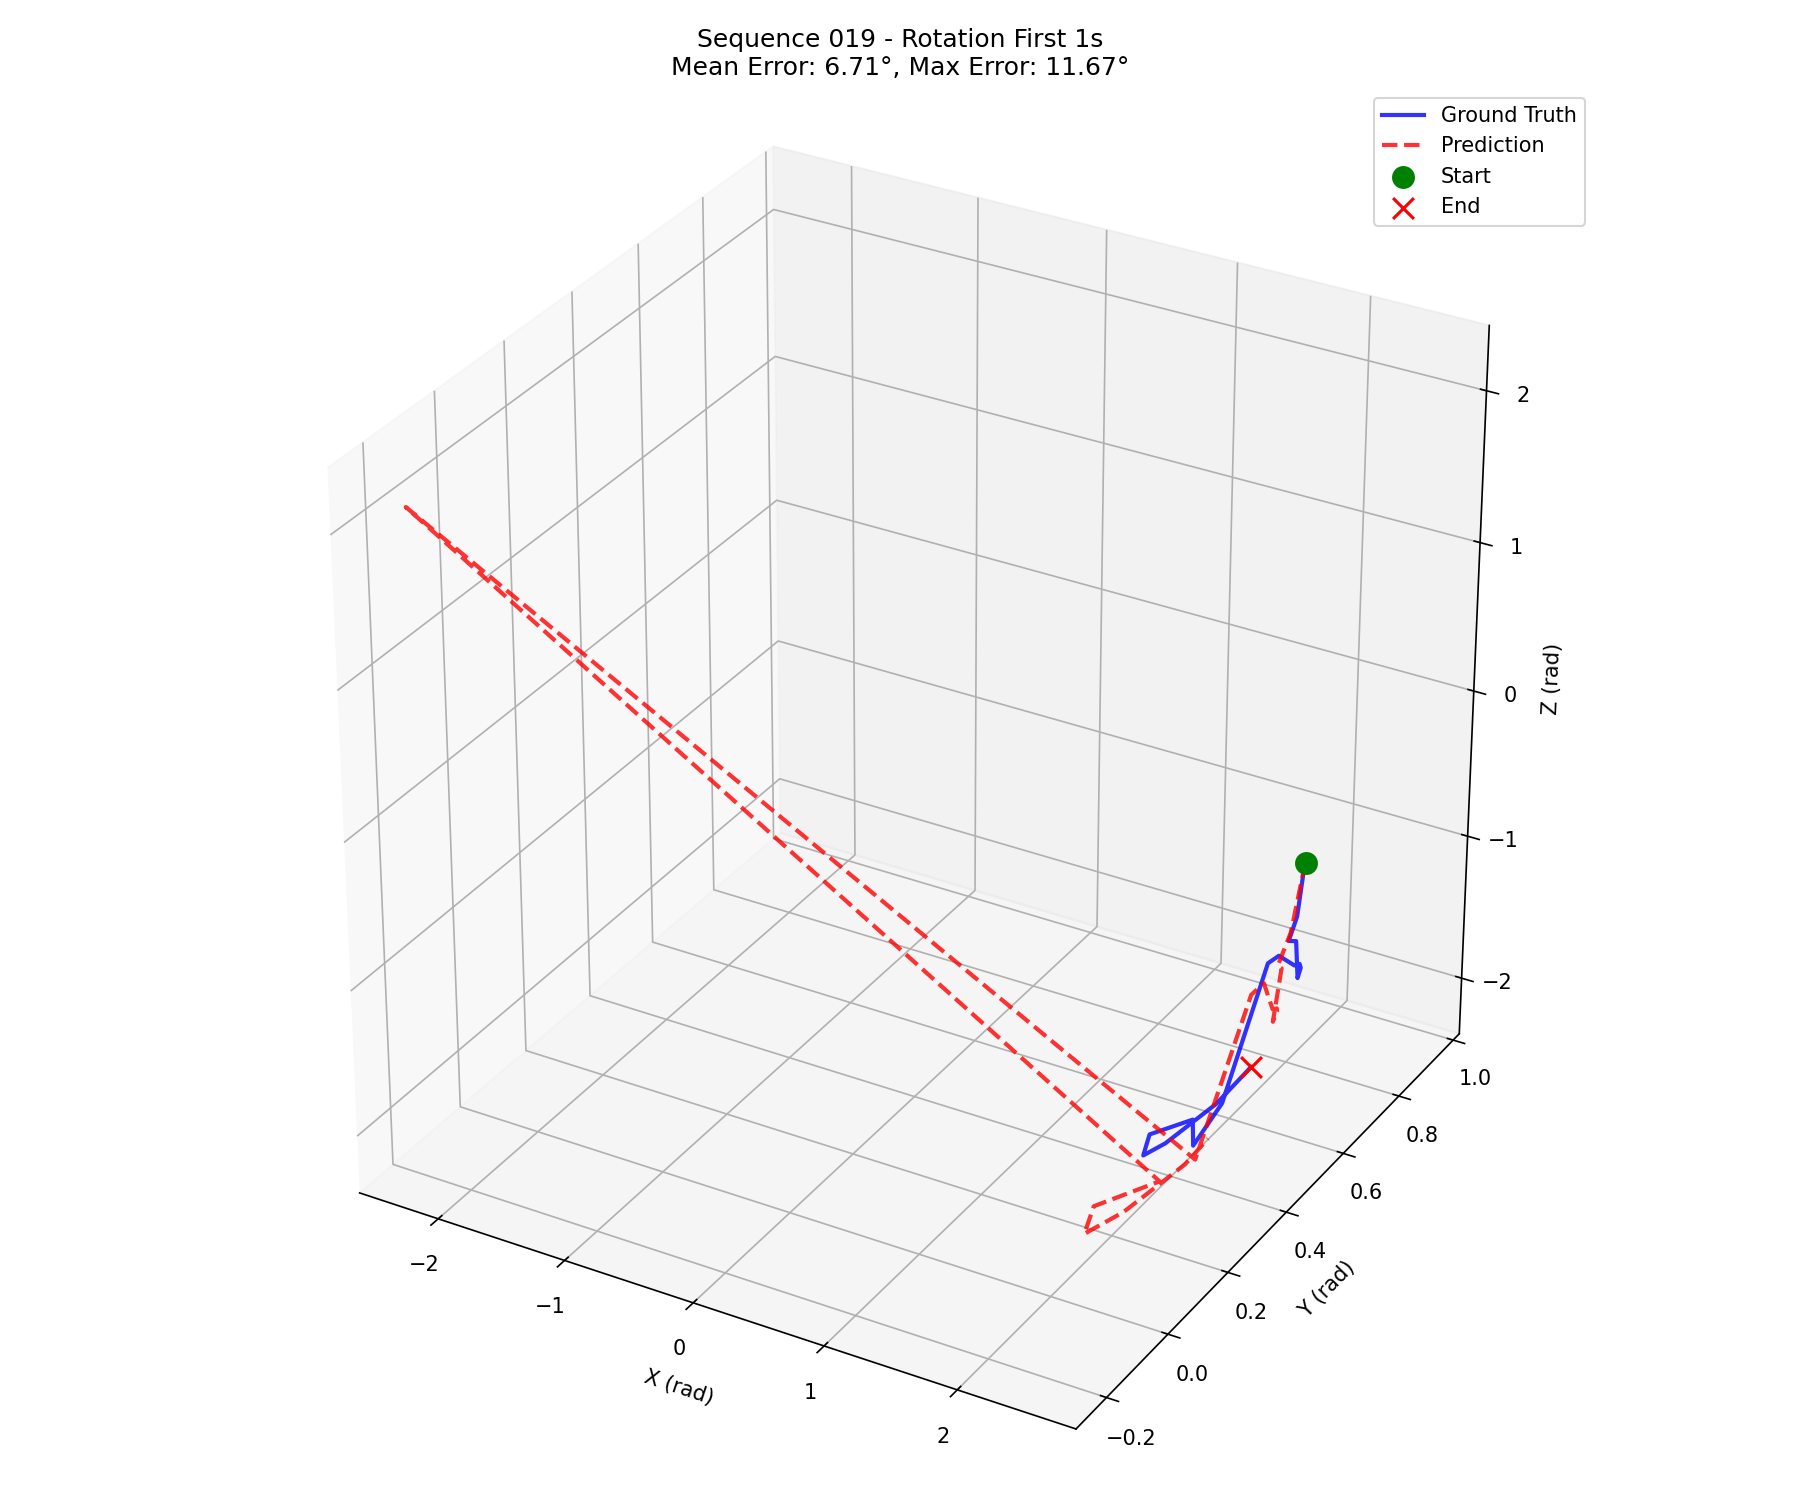 Sequence 019 - Rotation First 1s
Mean Error: 6.71°, Max Error: 11.67°
Ground Truth
Prediction
Start
End
2
1
0
−1
−2
Z (rad)
1.0
0.8
0.6
0.4
0.2
0.0
−0.2
Y (rad)
−2
−1
0
1
2
X (rad)